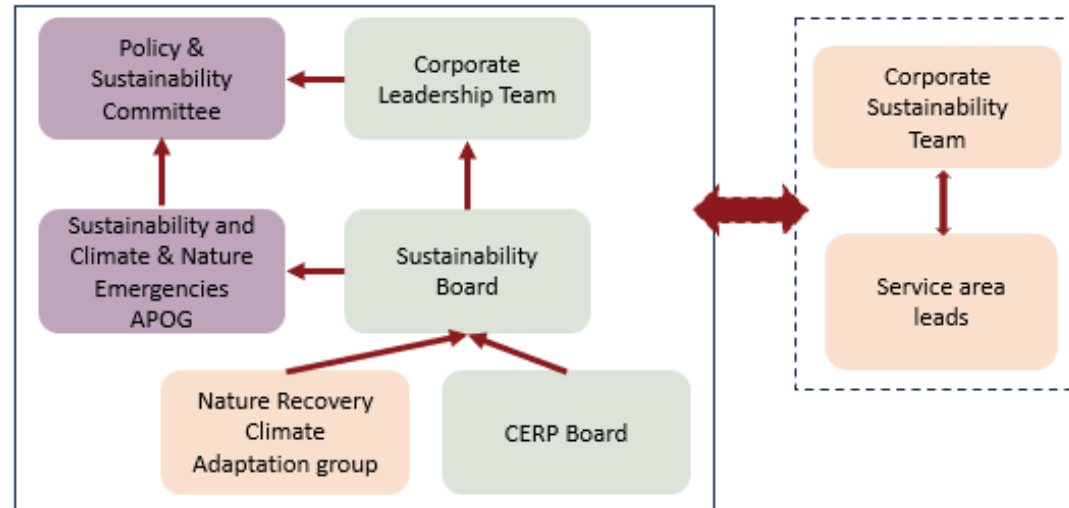 Policy &
Sustainability
Committee
Corporate
Leadership Team
Corporate
Sustainability
Team
Sustainability and
Climate & Nature
Emergencies
APOG
Sustainability
Board
Service area
leads
Nature Recovery
Climate
Adaptation group
CERP Board